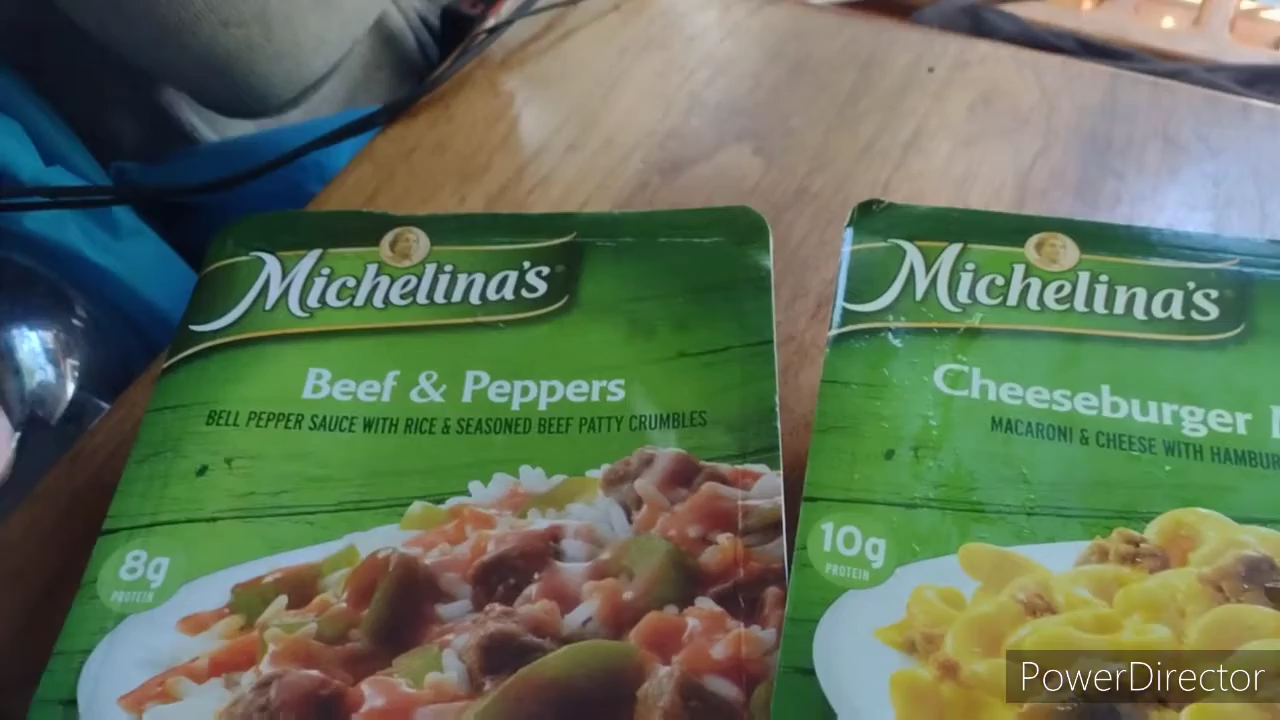 Michelina's
Beef & Peppers
BELL PEPPER SAUCE WITH RICE & SEASONED BEEF PATTY CRUMBLES
8g
PROTEIN
Michelina's
Cheeseburger
MACARONI & CHEESE WITH
10g
PROTEIN
PowerDirector